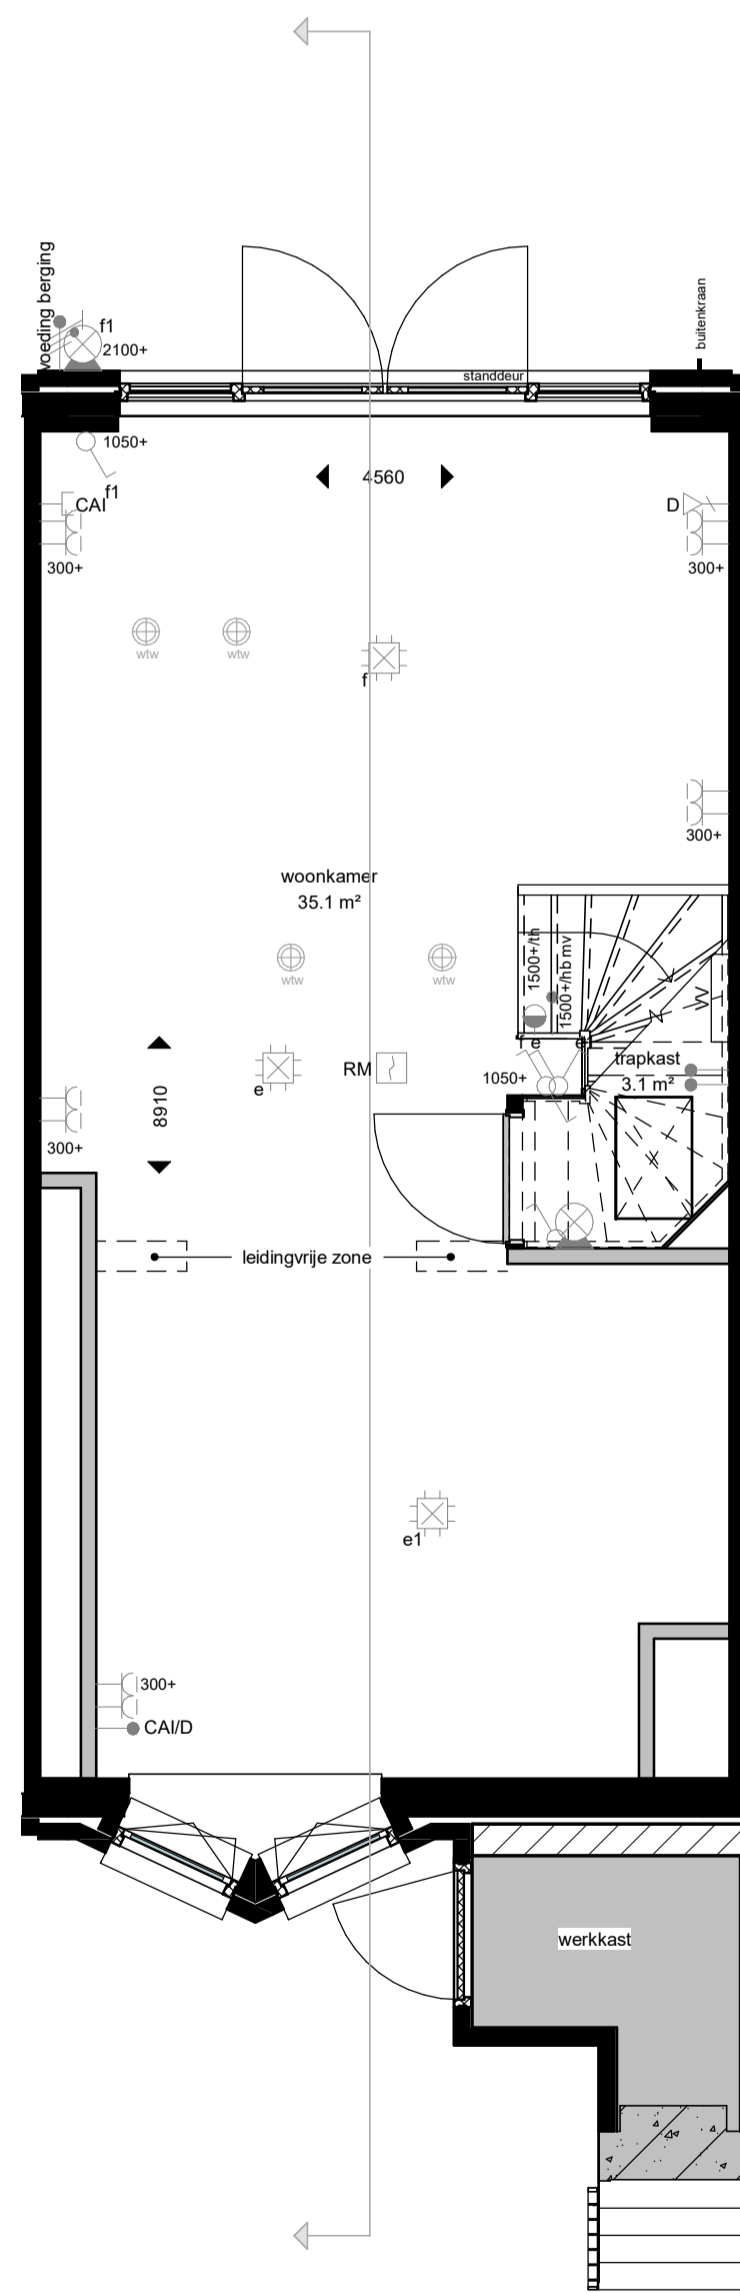 voeding berging
f1
2100+
buitenkraan
standdeur
1050+
f1
4560
CAI
D
300+
300+
wtw
wtw
f
300+
woonkamer
35.1 m²
1500+/th
1500+/hb mv
W
wtw
wtw
e
e
trapkast
3.1 m²
RM
e
1050+
8910
300+
leidingvrije zone
e1
300+
CAI/D
werkkast